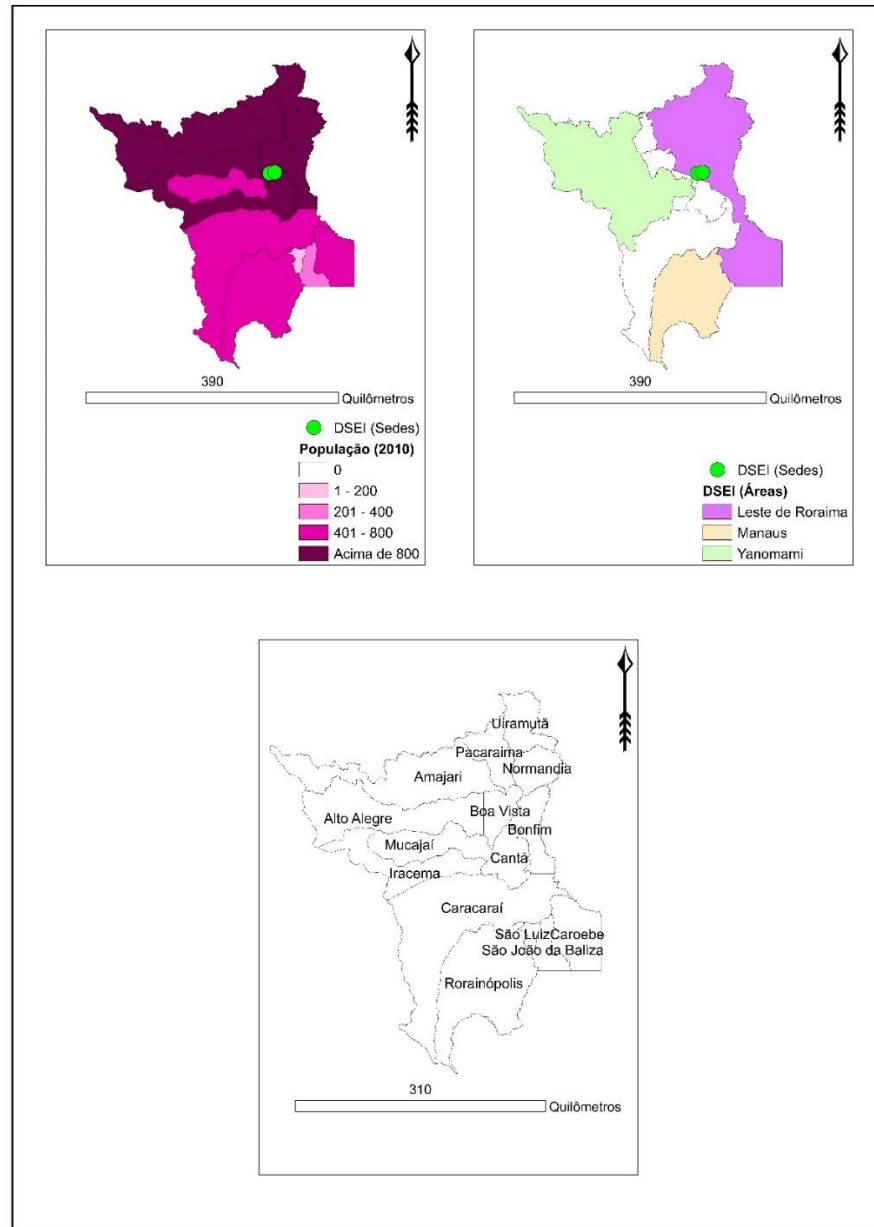 390
Quilômetros
DSEI (Sedes)
População (2010)
0
1 - 200
201 - 400
401 - 800
Acima de 800
390
Quilômetros
DSEI (Sedes)
DSEI (Áreas)
Leste de Roraima
Manaus
Yanomami
Uiramutã
Pacaraima
Normandia
Amajari
Boa Vista
Alto Alegre
Bonfim
Mucajaí
Cantá
Iracema
Caracaraí
São Luiz Caroebe
São João da Baliza
Rorainópolis
310
Quilômetros